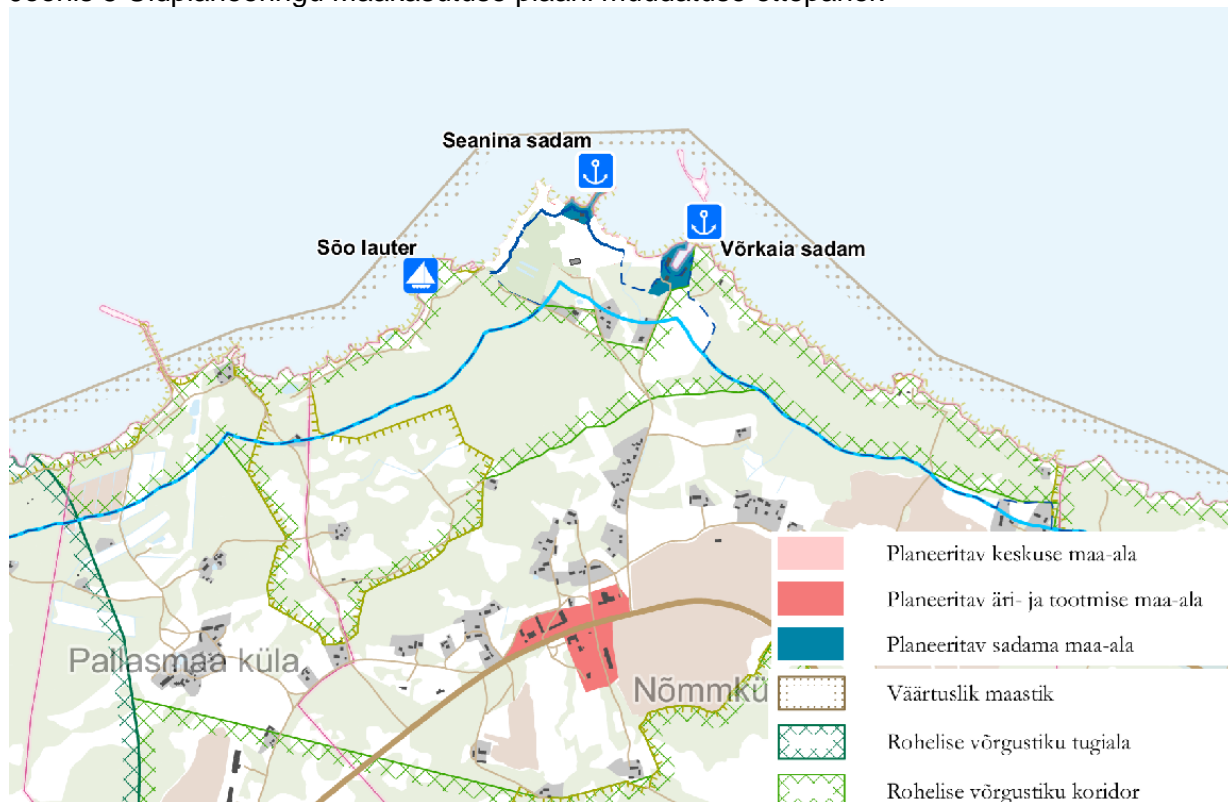 Seanina sadam
Sõo lauter
Võrkaia sadam
Pallasmaa küla
Nõmmkü
Planeeritav keskuse maa-ala
Planeeritav äri- ja tootmise maa-ala
Planeeritav sadama maa-ala
Väärtuslik maastik
Rohelise võrgustiku tugiala
Rohelise võrgustiku koridor